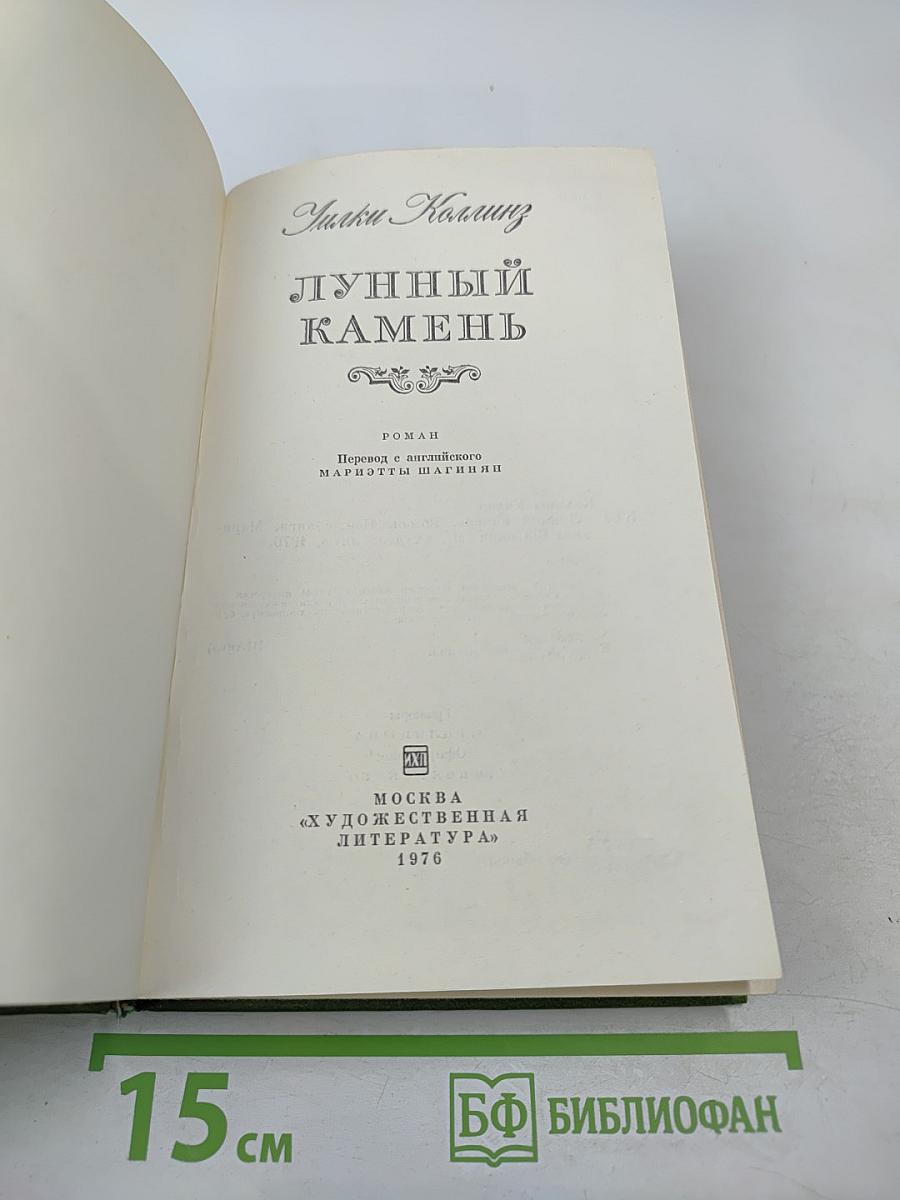 Уилки Коллинз
ЛУННЫЙ
КАМЕНЬ
РОМАН
Перевод с английского
МАРИЭТТЫ ШАГИНЯН
ИХЛ
МОСКВА
«ХУДОЖЕСТВЕННАЯ
ЛИТЕРАТУРА»
1976
15 см
БФ БИБЛИОФАН